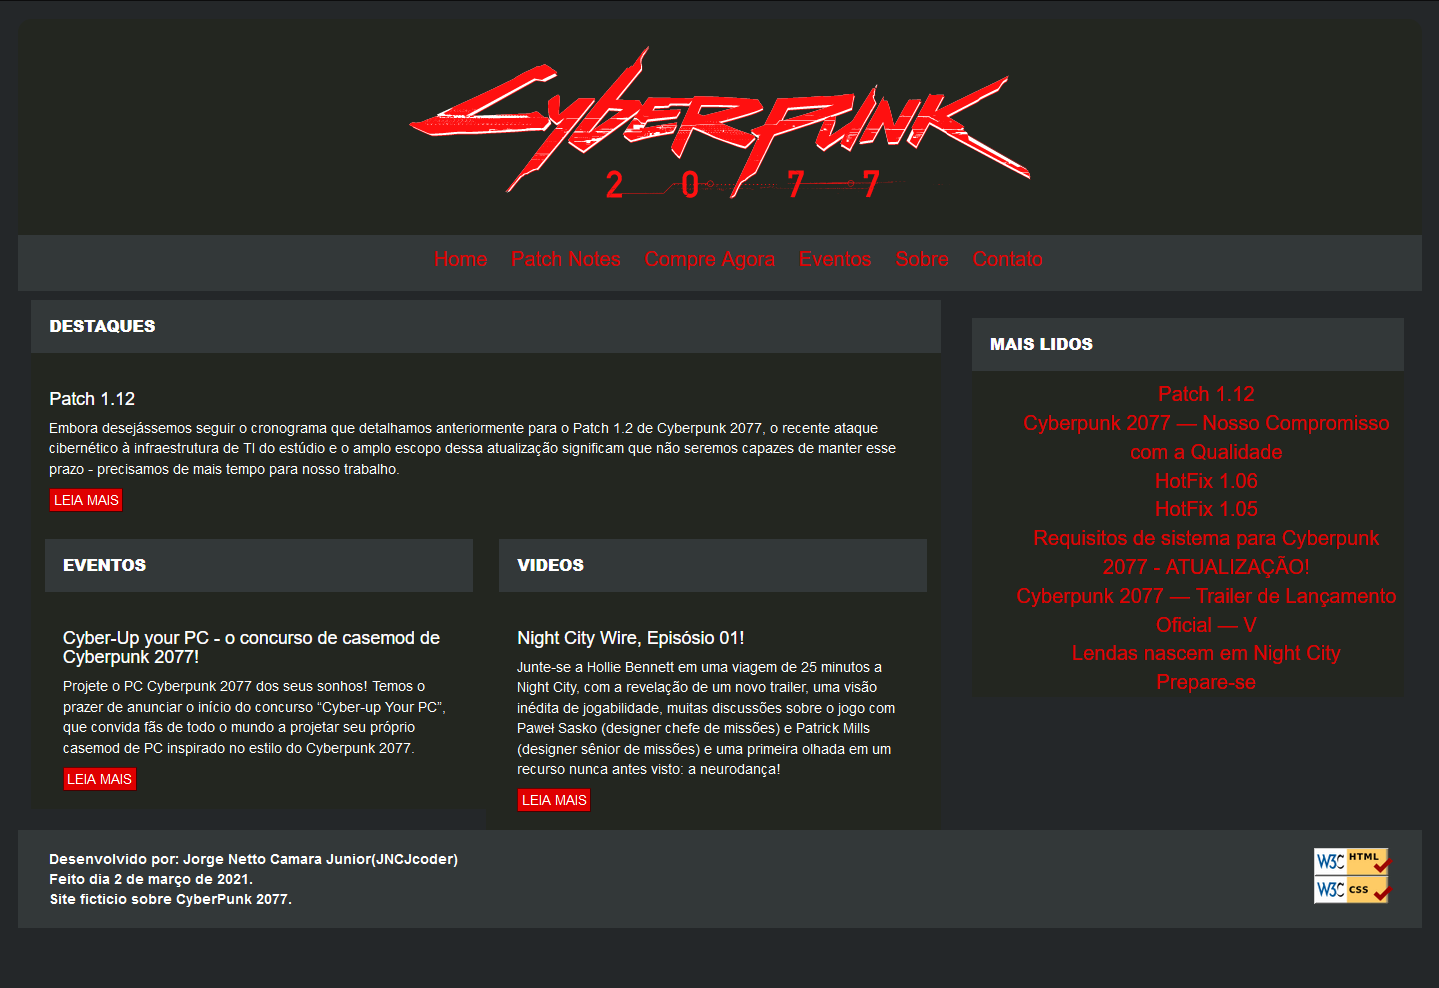 CYBERPUNK
2077
Home Patch Notes Compre Agora Eventos Sobre Contato
DESTAQUES
Patch 1.12
Embora desejássemos seguir o cronograma que detalhamos anteriormente para o Patch 1.2 de Cyberpunk 2077, o recente ataque
cibernético à infraestrutura de TI do estúdio e o amplo escopo dessa atualização significam que não seremos capazes de manter esse
prazo - precisamos de mais tempo para nosso trabalho.
LEIA MAIS
EVENTOS
Cyber-Up your PC - o concurso de casemod de
Cyberpunk 2077!
Projete o PC Cyberpunk 2077 dos seus sonhos! Temos o
prazer de anunciar o início do concurso “Cyber-up Your PC”,
que convida fãs de todo o mundo a projetar seu próprio
casemod de PC inspirado no estilo do Cyberpunk 2077.
LEIA MAIS
VIDEOS
Night City Wire, Episósio 01!
Junte-se a Hollie Bennett em uma viagem de 25 minutos a
Night City, com a revelação de um novo trailer, uma visão
inédita de jogabilidade, muitas discussões sobre o jogo com
Paweł Sasko (designer chefe de missões) e Patrick Mills
(designer sênior de missões) e uma primeira olhada em um
recurso nunca antes visto: a neurodança!
LEIA MAIS
MAIS LIDOS
Patch 1.12
Cyberpunk 2077 — Nosso Compromisso
com a Qualidade
HotFix 1.06
HotFix 1.05
Requisitos de sistema para Cyberpunk
2077 - ATUALIZAÇÃO!
Cyberpunk 2077 — Trailer de Lançamento
Oficial — V
Lendas nascem em Night City
Prepare-se
Desenvolvido por: Jorge Netto Camara Junior(JNCJcoder)
Feito dia 2 de março de 2021.
Site ficticio sobre CyberPunk 2077.
W3C HTML
W3C CSS